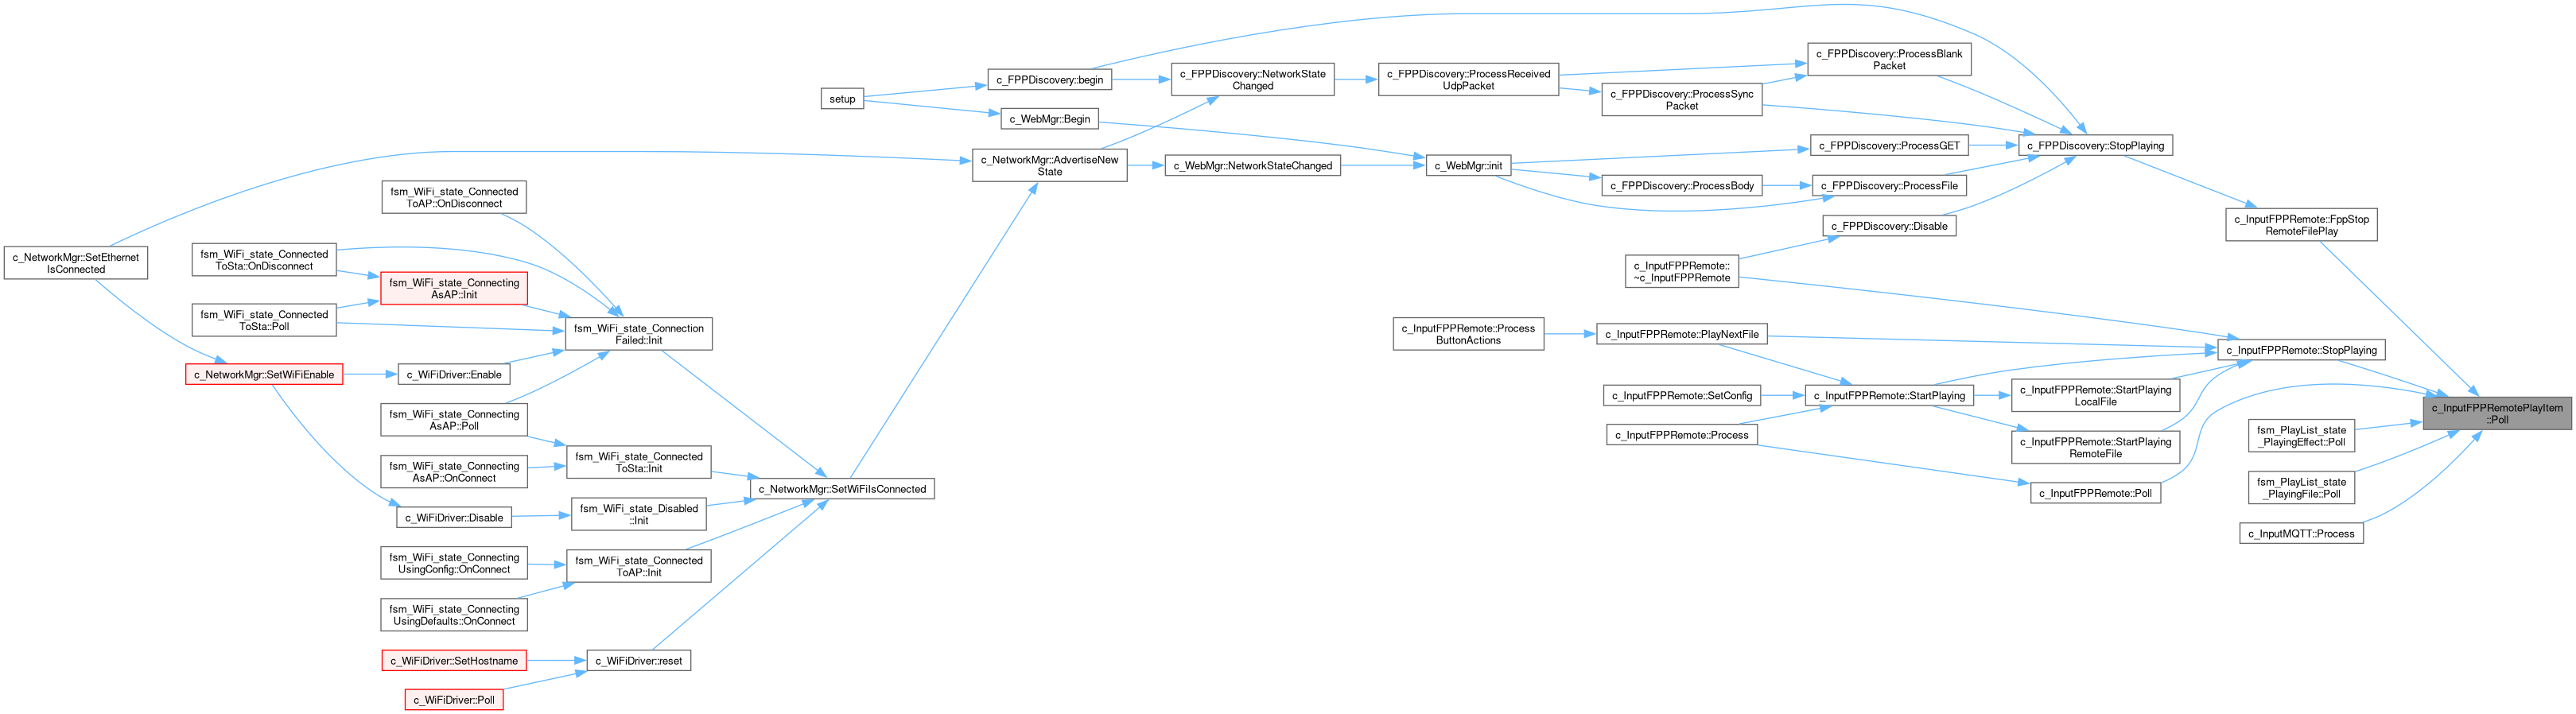 c_NetworkMgr::SetEthernet
IsConnected
fsm_WiFi_state_Connected
ToAP::OnDisconnect
fsm_WiFi_state_Connected
ToSta::OnDisconnect
fsm_WiFi_state_Connecting
AsAP::Init
fsm_WiFi_state_Connected
ToSta::Poll
c_NetworkMgr::SetWiFiEnable
c_WiFiDriver::Enable
fsm_WiFi_state_Connecting
AsAP::Poll
fsm_WiFi_state_Connecting
AsAP::OnConnect
c_WiFiDriver::Disable
fsm_WiFi_state_Connecting
UsingConfig::OnConnect
fsm_WiFi_state_Connecting
UsingDefaults::OnConnect
c_WiFiDriver::SetHostname
c_WiFiDriver::Poll
fsm_WiFi_state_Connection
Failed::Init
fsm_WiFi_state_Connected
ToSta::Init
fsm_WiFi_state_Disabled
::Init
fsm_WiFi_state_Connected
ToAP::Init
c_WiFiDriver::reset
setup
c_NetworkMgr::SetWiFiIsConnected
c_FPPDiscovery::begin
c_WebMgr::Begin
c_NetworkMgr::AdvertiseNew
State
c_FPPDiscovery::NetworkState
Changed
c_WebMgr::NetworkStateChanged
c_FPPDiscovery::ProcessReceived
UdpPacket
c_WebMgr::init
c_InputFPPRemote::Process
ButtonActions
c_FPPDiscovery::ProcessSync
Packet
c_FPPDiscovery::ProcessBody
c_InputFPPRemote::
~c_InputFPPRemote
c_InputFPPRemote::PlayNextFile
c_InputFPPRemote::SetConfig
c_InputFPPRemote::Process
c_FPPDiscovery::ProcessBlank
Packet
c_FPPDiscovery::ProcessGET
c_FPPDiscovery::ProcessFile
c_FPPDiscovery::Disable
c_InputFPPRemote::StartPlaying
c_FPPDiscovery::StopPlaying
c_InputFPPRemote::StartPlaying
LocalFile
c_InputFPPRemote::StartPlaying
RemoteFile
c_InputFPPRemote::Poll
c_InputFPPRemote::FppStop
RemoteFilePlay
c_InputFPPRemote::StopPlaying
fsm_PlayList_state
_PlayingEffect::Poll
fsm_PlayList_state
_PlayingFile::Poll
c_InputMQTT::Process
c_InputFPPRemotePlayItem
::Poll